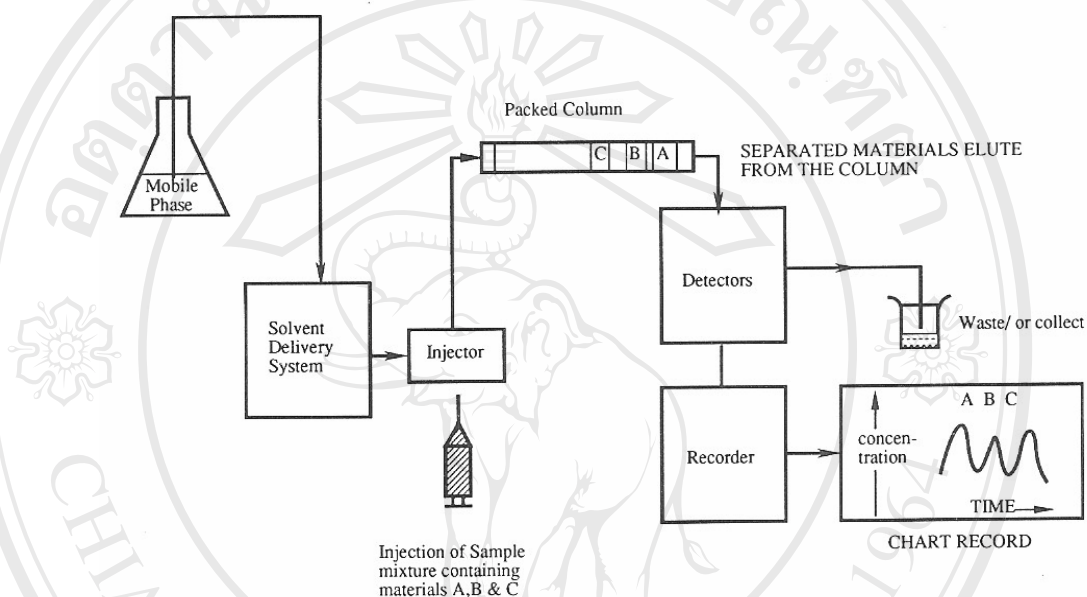 Packed Column
C B A
SEPARATED MATERIALS ELUTE
FROM THE COLUMN
Mobile
Phase
Solvent
Delivery
System
Injector
Detectors
Waste/ or collect
Injection of Sample
mixture containing
materials A,B & C
Recorder
A B C
concen-
tration
TIME
CHART RECORD
1964